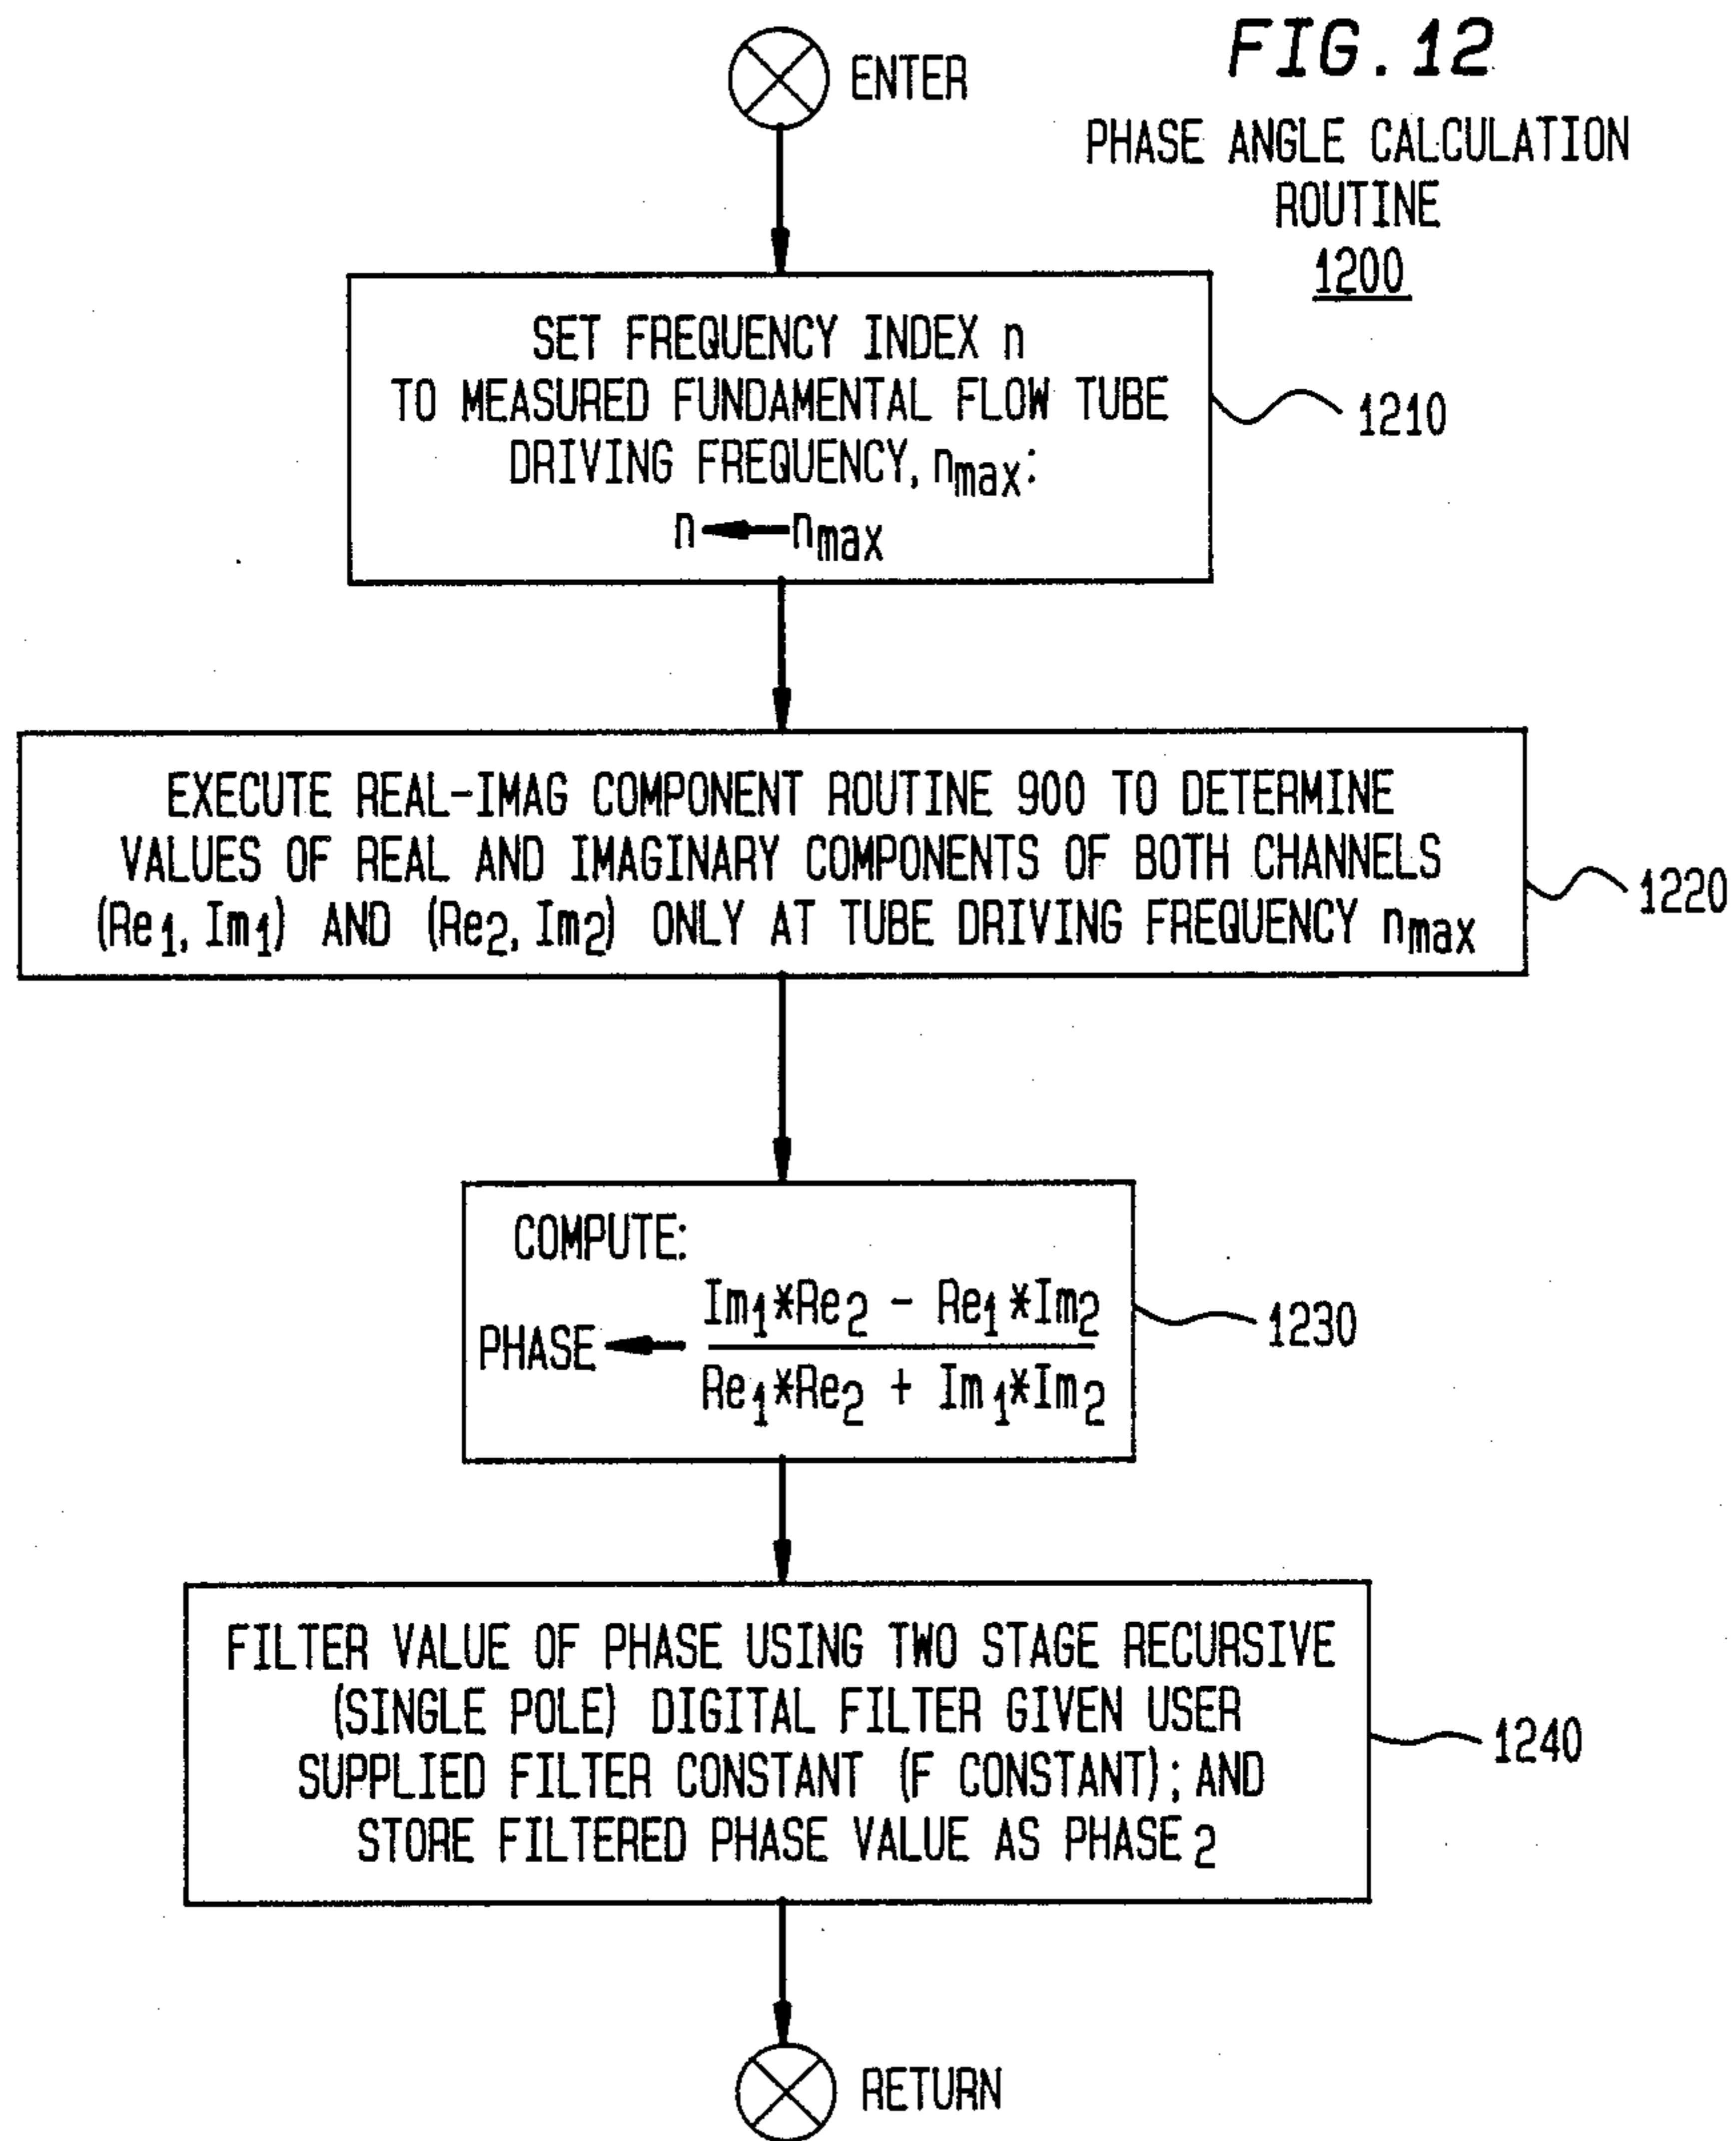 FIG. 12
PHASE ANGLE CALCULATION
ROUTINE
1200
ENTER
SET FREQUENCY INDEX n
TO MEASURED FUNDAMENTAL FLOW TUBE
DRIVING FREQUENCY, nmax:
n ← nmax
1210
EXECUTE REAL-IMAG COMPONENT ROUTINE 900 TO DETERMINE
VALUES OF REAL AND IMAGINARY COMPONENTS OF BOTH CHANNELS
(Re1, Im1) AND (Re2, Im2) ONLY AT TUBE DRIVING FREQUENCY nmax
1220
COMPUTE:
Im1*Re2 - Re1*Im2
PHASE ←
Re1*Re2 + Im1*Im2
1230
FILTER VALUE OF PHASE USING TWO STAGE RECURSIVE
(SINGLE POLE) DIGITAL FILTER GIVEN USER
SUPPLIED FILTER CONSTANT (F CONSTANT); AND
STORE FILTERED PHASE VALUE AS PHASE2
1240
RETURN